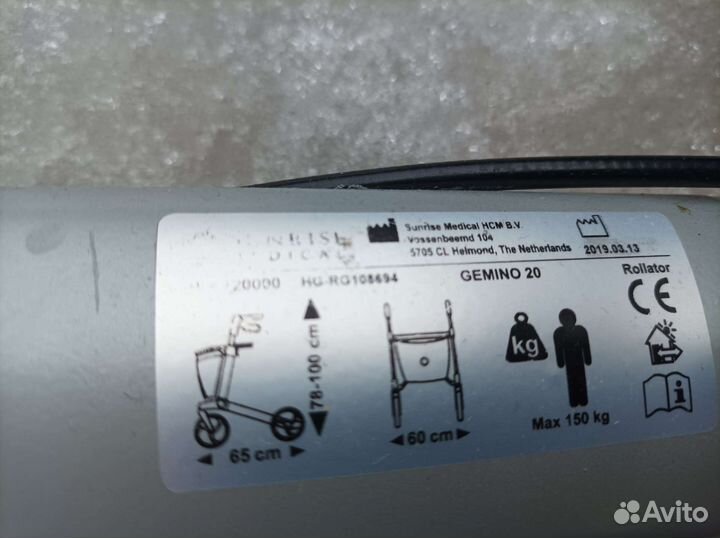 Sunrise Medical HCM B.V.
Vossenbeemd 104
5705 CL Helmond, The Netherlands
2019.03.13
20000 HG-RG108694 GEMINO 20
Rollator
CE
kg
78-100 cm
65 cm
60 cm
Max 150 kg
i
Avito